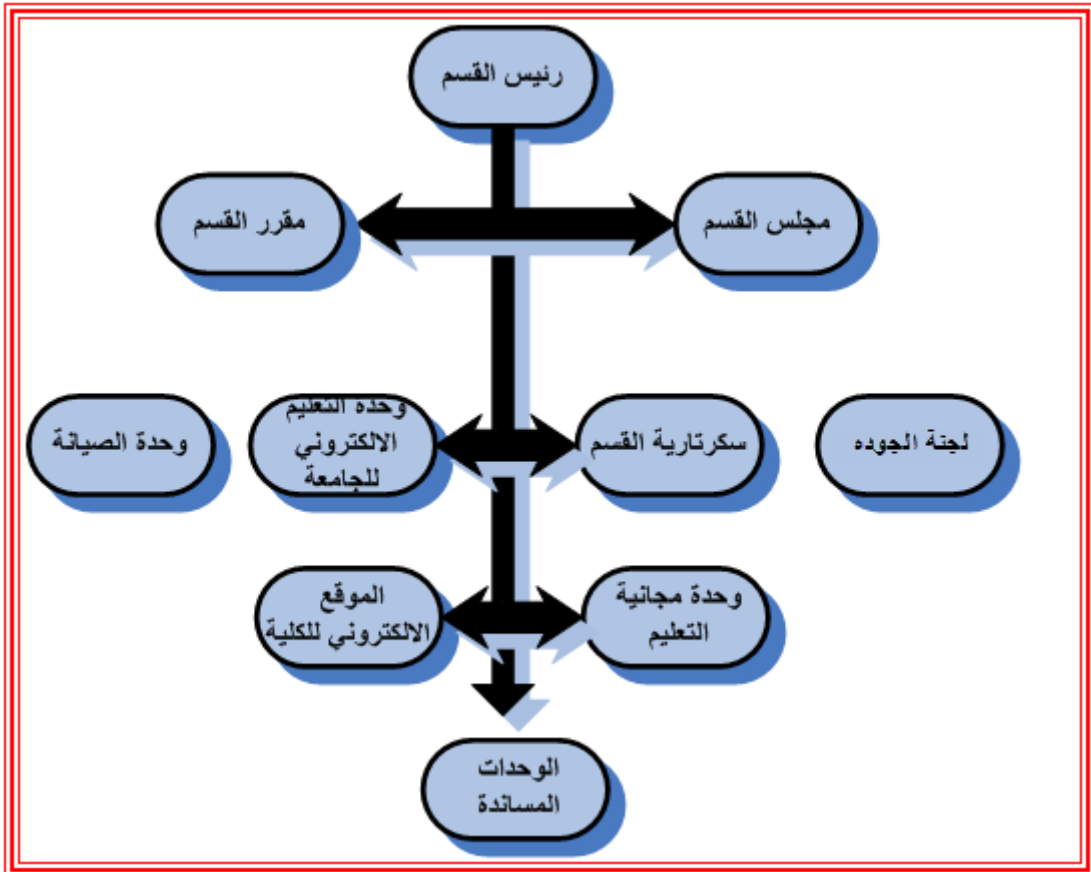 رئيس القسم
مجلس القسم
مقرر القسم
لجنة الجوده
سكرتارية القسم
وحدة التعليم
الالكتروني
للجامعة
وحدة الصيانة
وحدة مجانية
التعليم
الموقع
الالكتروني للكلية
الوحدات
المساندة